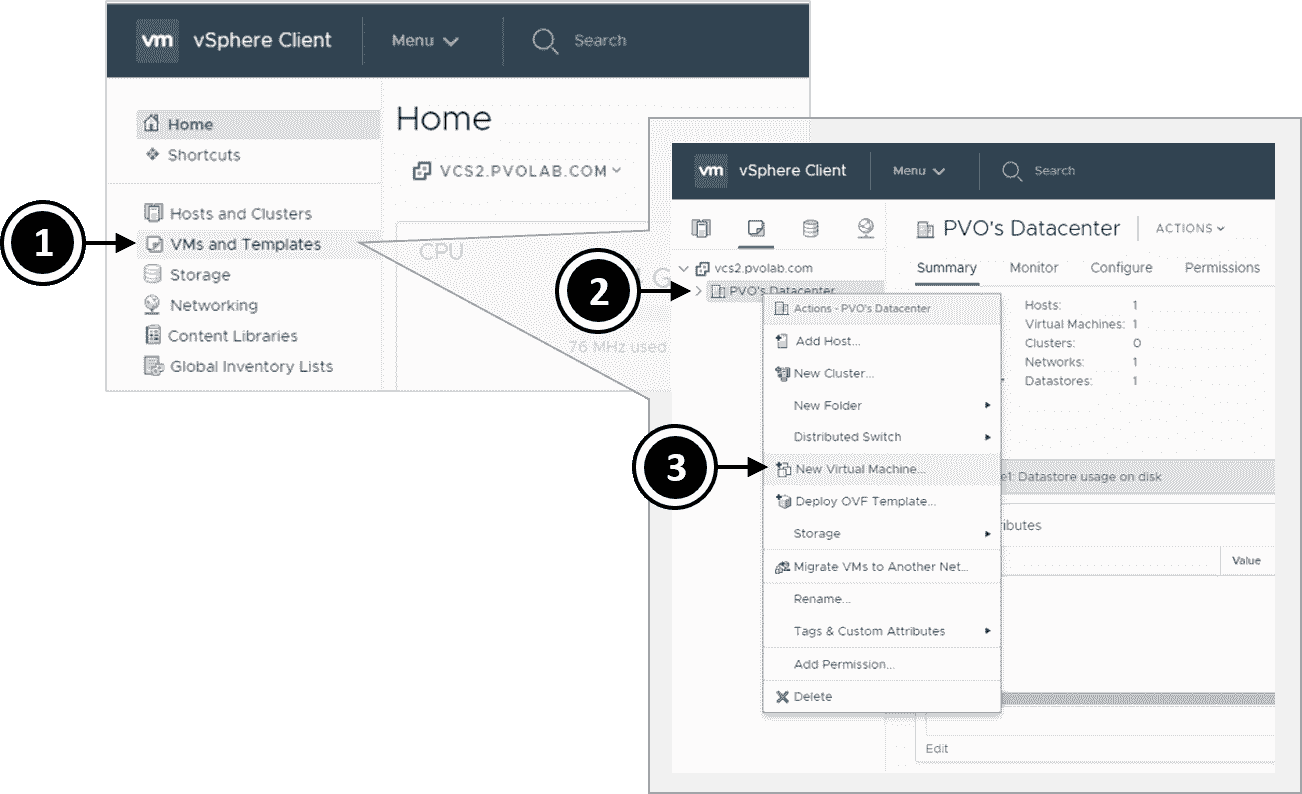 vm vSphere Client Menu Search
Home
Shortcuts
Hosts and Clusters
VMs and Templates
Storage
Networking
Content Libraries
Global Inventory Lists
Home
VCS2.PVOLAB.COM
CPU
G
76 MHz used
1
vm vSphere Client Menu Search
vcs2.pvolab.com
PVO's Datacenter
2
PVO's Datacenter ACTIONS
Summary Monitor Configure Permissions
Hosts: 1
Virtual Machines: 1
Clusters: 0
Networks: 1
Datastores: 1
Actions - PVO's Datacenter
Add Host...
New Cluster...
New Folder
Distributed Switch
3
New Virtual Machine...
Deploy OVF Template...
Storage
Migrate VMs to Another Net...
Rename...
Tags & Custom Attributes
Add Permission...
Delete
e1: Datastore usage on disk
ibutes
Value
Edit